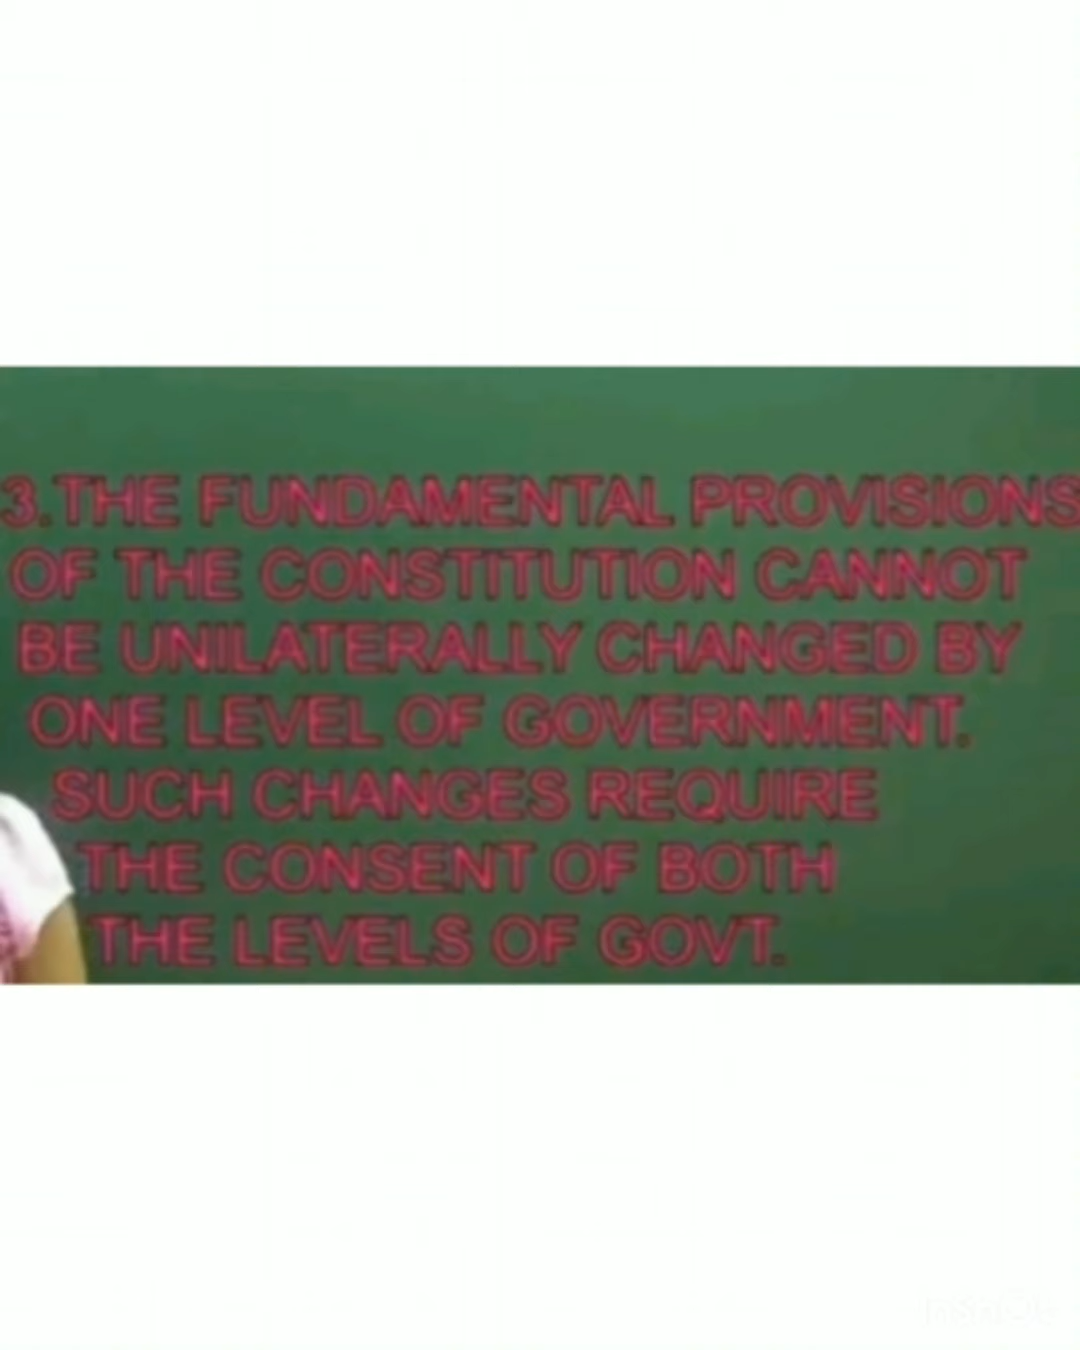 3.THE FUNDAMENTAL PROVISIONS
OF THE CONSTITUTION CANNOT
BE UNILATERALLY CHANGED BY
ONE LEVEL OF GOVERNMENT.
SUCH CHANGES REQUIRE
THE CONSENT OF BOTH
THE LEVELS OF GOVT.